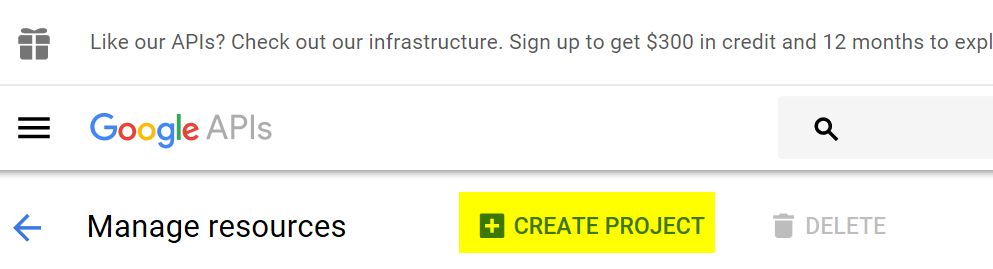 Like our APIs? Check out our infrastructure. Sign up to get $300 in credit and 12 months to expl
Google APIs
Manage resources
CREATE PROJECT
DELETE